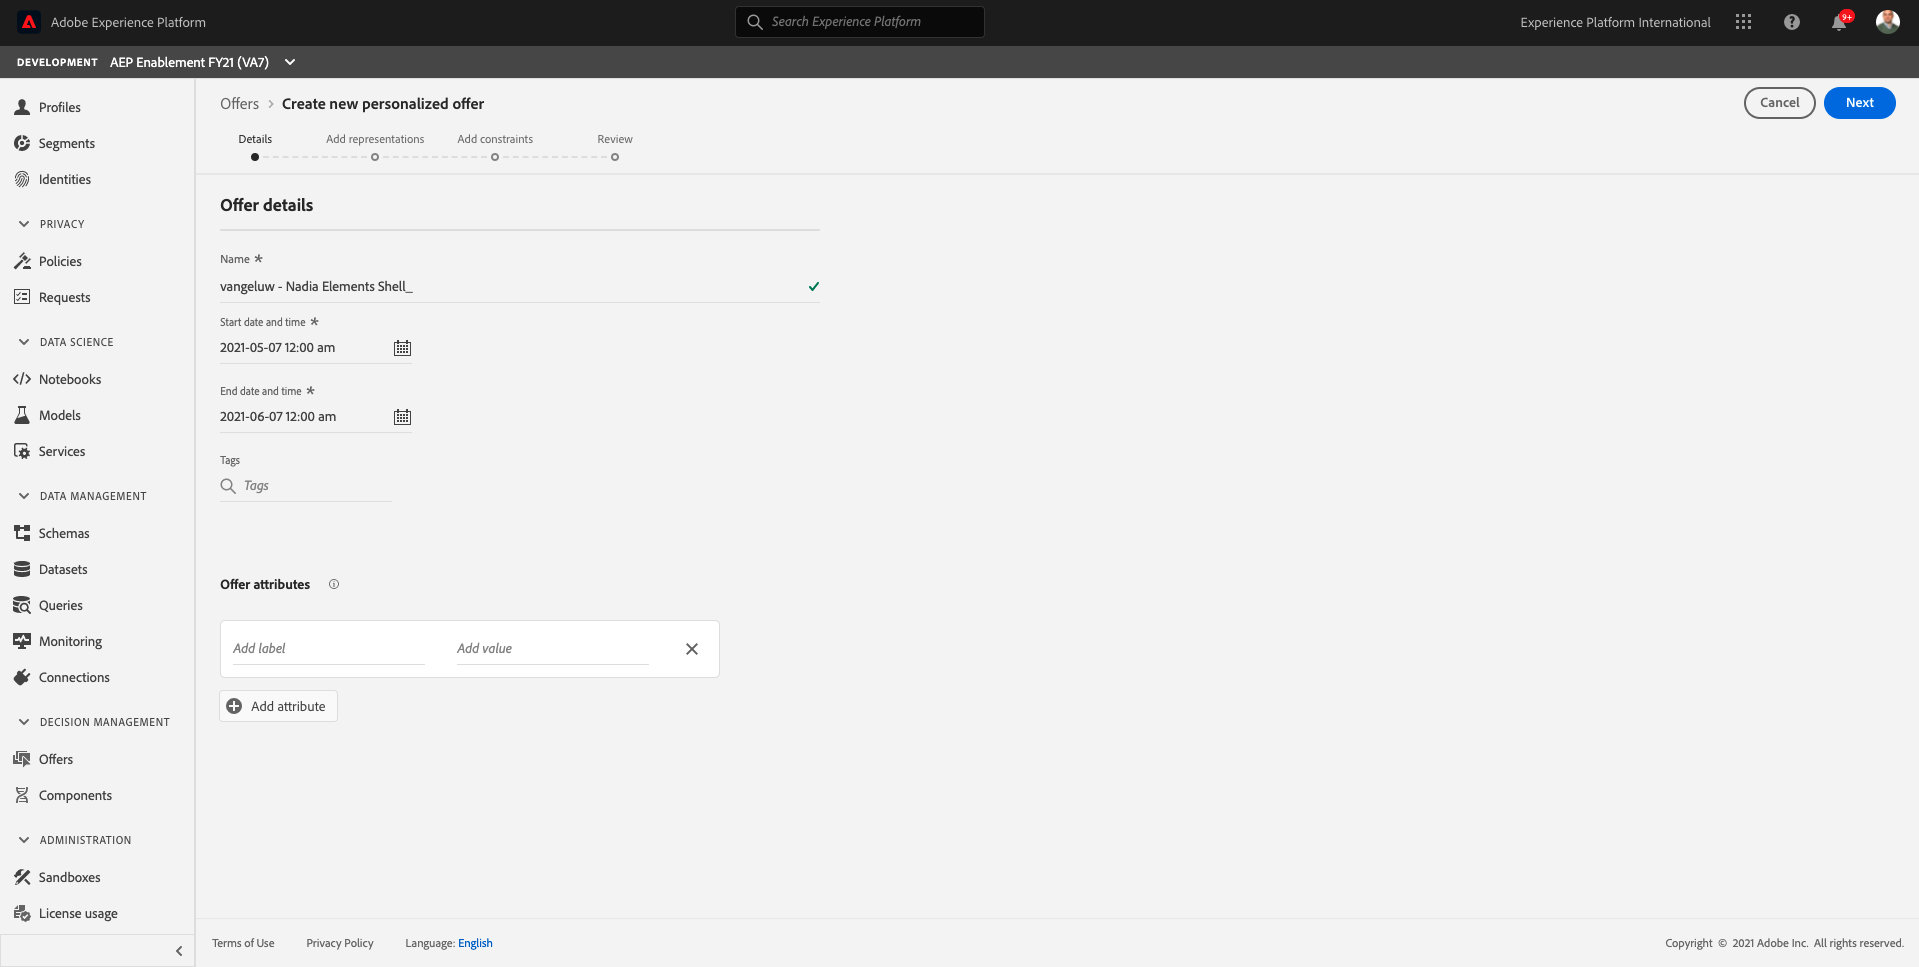 Adobe Experience Platform
Search Experience Platform
Experience Platform International
9+
DEVELOPMENT AEP Enablement FY21 (VA7)
Profiles
Segments
Identities
PRIVACY
Policies
Requests
DATA SCIENCE
Notebooks
Models
Services
DATA MANAGEMENT
Schemas
Datasets
Queries
Monitoring
Connections
DECISION MANAGEMENT
Offers
Components
ADMINISTRATION
Sandboxes
License usage
Offers > Create new personalized offer
Cancel
Next
Details
Add representations
Add constraints
Review
Offer details
Name *
vangeluw - Nadia Elements Shell_
Start date and time *
2021-05-07 12:00 am
End date and time *
2021-06-07 12:00 am
Tags
Tags
Offer attributes
Add label
Add value
Add attribute
Terms of Use
Privacy Policy
Language: English
Copyright © 2021 Adobe Inc. All rights reserved.